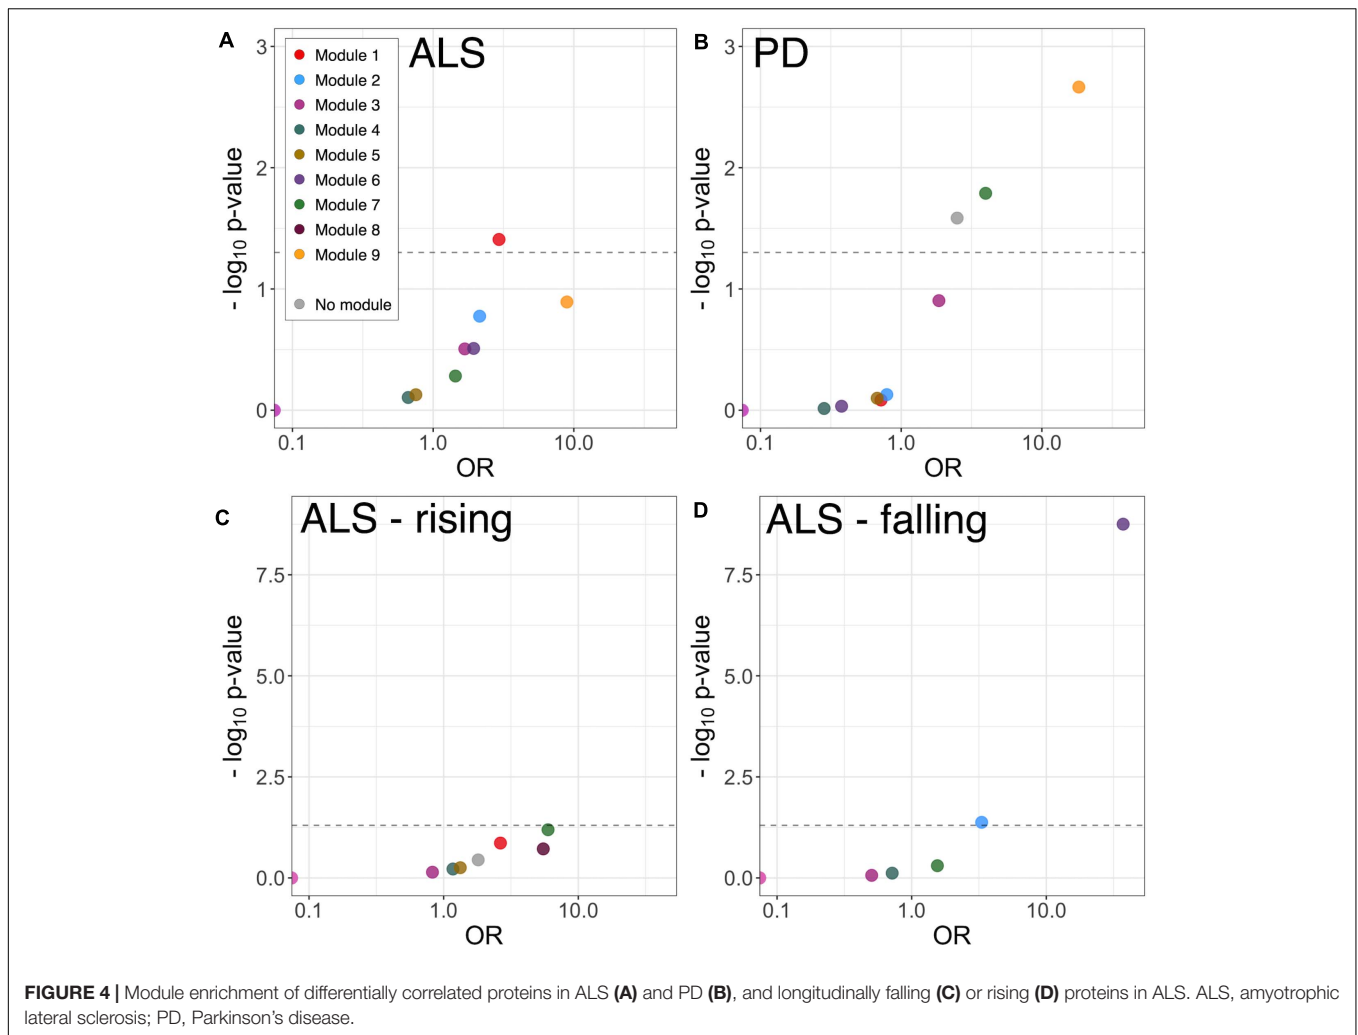 A
ALS
3
2
1
0
- log10 p-value
Module 1
Module 2
Module 3
Module 4
Module 5
Module 6
Module 7
Module 8
Module 9
No module
0.1 1.0 10.0
OR
B
PD
3
2
1
0
- log10 p-value
0.1 1.0 10.0
OR
C
ALS - rising
7.5
5.0
2.5
0.0
- log10 p-value
0.1 1.0 10.0
OR
D
ALS - falling
7.5
5.0
2.5
0.0
- log10 p-value
0.1 1.0 10.0
OR
FIGURE 4 | Module enrichment of differentially correlated proteins in ALS (A) and PD (B), and longitudinally falling (C) or rising (D) proteins in ALS. ALS, amyotrophic
lateral sclerosis; PD, Parkinson's disease.